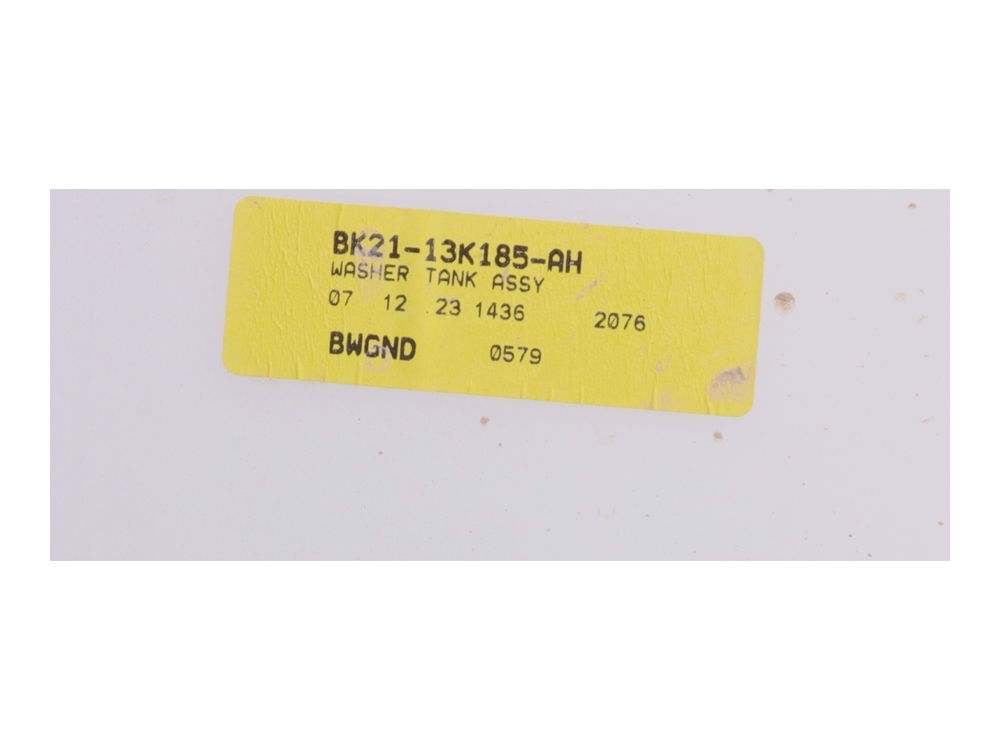 BK21-13K185-AH
WASHER TANK ASSY
07 12 .23 1436 2076
BWGND 0579